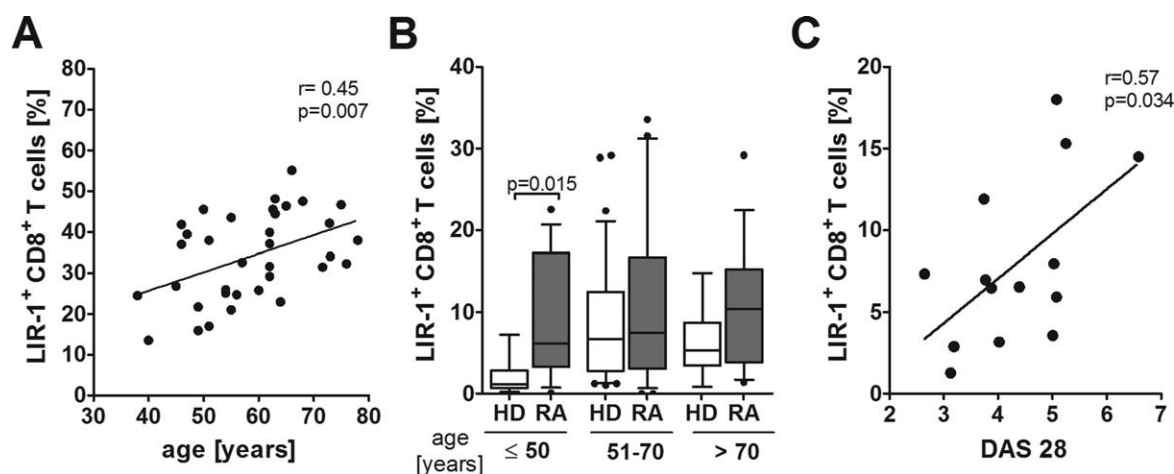 A
LIR-1+ CD8+ T cells [%]
80
70
60
50
40
30
20
10
0
r= 0.45
p=0.007
30 40 50 60 70 80
age [years]
B
LIR-1+ CD8+ T cells [%]
40
30
20
10
0
p=0.015
HD RA HD RA HD RA
age [years] ≤ 50 51-70 > 70
C
LIR-1+ CD8+ T cells [%]
20
15
10
5
0
r=0.57
p=0.034
2 3 4 5 6 7
DAS 28